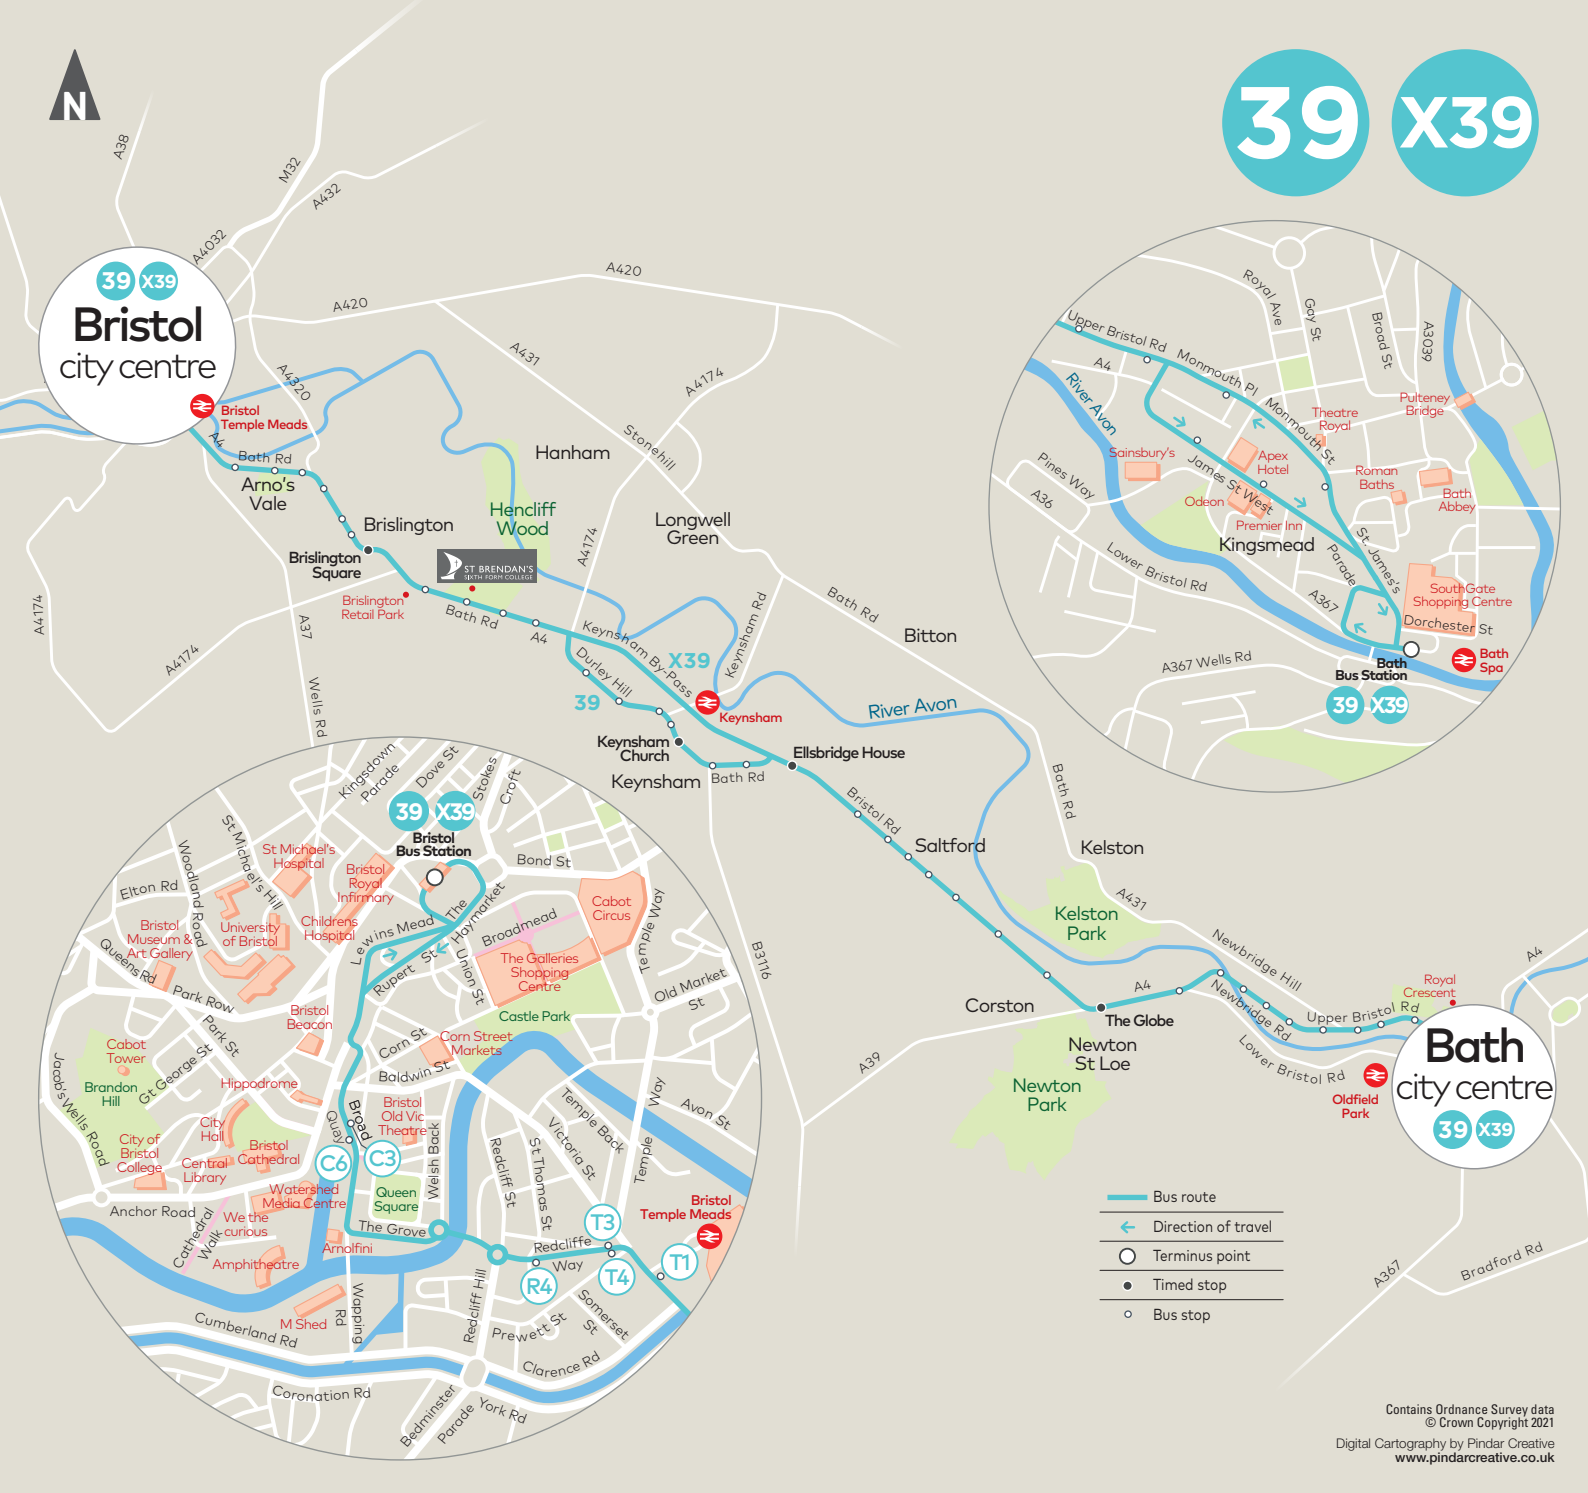 N
39
X39
A38
M32
A432
A4032
A420
A420
39 X39
Bristol
city centre
Bristol
Temple Meads
A4320
A431
A4174
Stonehill
A4
Bath Rd
Arno's
Vale
Hanham
Hencliff
Wood
Brislington
Brislington
Square
ST BRENDAN'S
SIXTH FORM COLLEGE
Brislington
Retail Park
Bath Rd
A4
A4174
Longwell
Green
A4174
A4174
A37
Wells Rd
Keynsham By-Pass
X39
Durley Hill
39
Keynsham Rd
Bath Rd
Bitton
Keynsham
Keynsham
Church
Keynsham
Bath Rd
Ellsbridge House
River Avon
Bath Rd
Bristol Rd
Saltford
Kelston
A431
Kelston
Park
B3116
Newbridge Hill
A4
Corston
The Globe
A4
Newbridge Rd
Upper Bristol Rd
Royal
Crescent
Lower Bristol Rd
Newton
St Loe
Newton
Park
A39
Oldfield
Park
Bath
city centre
39 X39
A367
Bradford Rd
Royal Ave
Gay St
Broad St
A3039
Upper Bristol Rd
A4
Monmouth Pl
Monmouth St
River Avon
Theatre
Royal
Pulteney
Bridge
Sainsbury's
Apex
Hotel
Pines Way
A36
James St West
Roman
Baths
Bath
Abbey
Odeon
Premier Inn
Kingsmead
Lower Bristol Rd
St. James's
Parade
A367
SouthGate
Shopping Centre
Dorchester St
A367 Wells Rd
Bath
Bus Station
Bath
Spa
39 X39
Kingsdown
Parade
Dove St
Stokes
Croft
39 X39
Bristol
Bus Station
Bond St
St Michael's
Hospital
St Michael's Hill
Woodland Road
Elton Rd
Bristol
Royal
Infirmary
Cabot
Circus
Temple Way
Bristol
Museum &
Art Gallery
University
of Bristol
Childrens
Hospital
Lewins Mead
The
Haymarket
Broadmead
Queens Rd
Rupert St
Union St
The Galleries
Shopping
Centre
Old Market
St
Park Row
Bristol
Beacon
Castle Park
Park St
Corn St
Corn Street
Markets
Cabot
Tower
Gt George St
Baldwin St
Brandon
Hill
Hippodrome
Jacob's Wells Road
Bristol
Old Vic
Theatre
Temple Back
Avon St
Way
City
Hall
Quay
Broad
Victoria St
City of
Bristol
College
Bristol
Cathedral
Central
Library
C6
C3
Welsh Back
Redcliff St
St Thomas St
Temple
Watershed
Media Centre
Queen
Square
Bristol
Temple Meads
Anchor Road
We the
curious
Cathedral
Walk
The Grove
T3
Redcliffe
Way
T1
Arnolfini
Amphitheatre
R4
T4
M Shed
Wapping
Rd
Redcliff Hill
Prewett St
Somerset
St
Cumberland Rd
Clarence Rd
Coronation Rd
Bedminster
Parade
York Rd
Bus route
Direction of travel
Terminus point
Timed stop
Bus stop
Contains Ordnance Survey data
© Crown Copyright 2021
Digital Cartography by Pindar Creative
www.pindarcreative.co.uk